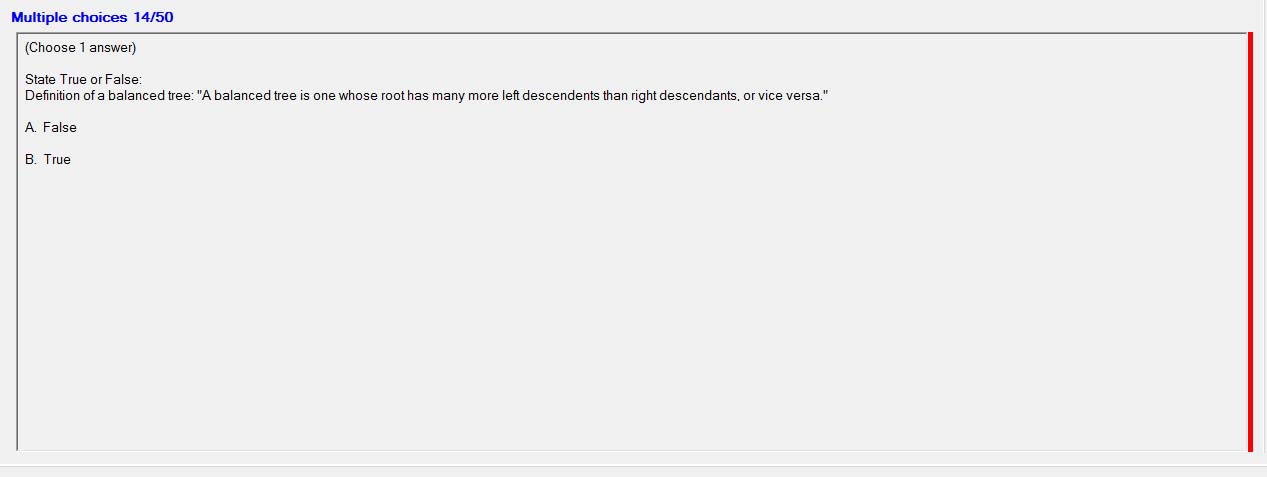 Multiple choices 14/50
(Choose 1 answer)
State True or False:
Definition of a balanced tree: "A balanced tree is one whose root has many more left descendents than right descendants, or vice versa."
A. False
B. True